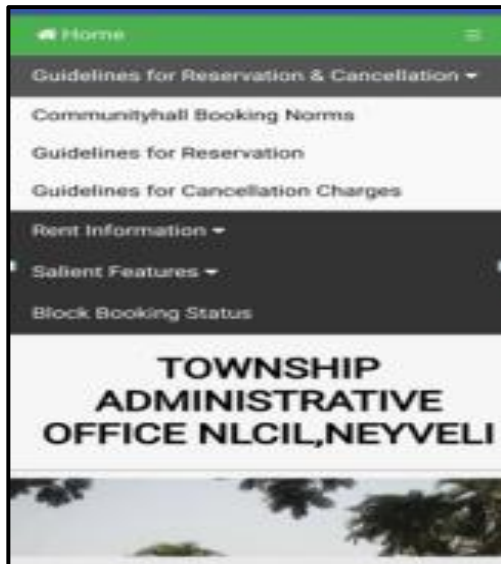 Home
Guidelines for Reservation & Cancellation
Communityhall Booking Norms
Guidelines for Reservation
Guidelines for Cancellation Charges
Rent Information
Salient Features
Block Booking Status
TOWNSHIP
ADMINISTRATIVE
OFFICE NLCIL,NEYVELI